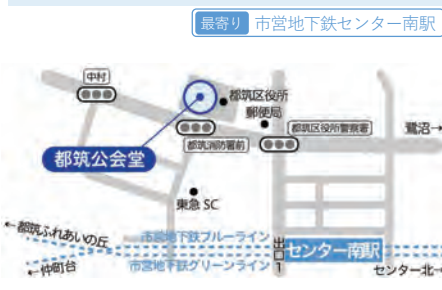 最寄り 市営地下鉄センター南駅
中村
都筑区役所
郵便局
都筑区役所警察署
鷺沼→
都筑消防署前
都筑公会堂
東急 SC
←都筑ふれあいの丘
市営地下鉄ブルーライン
出口1
センター南駅
←仲町台
市営地下鉄グリーンライン
センター北→